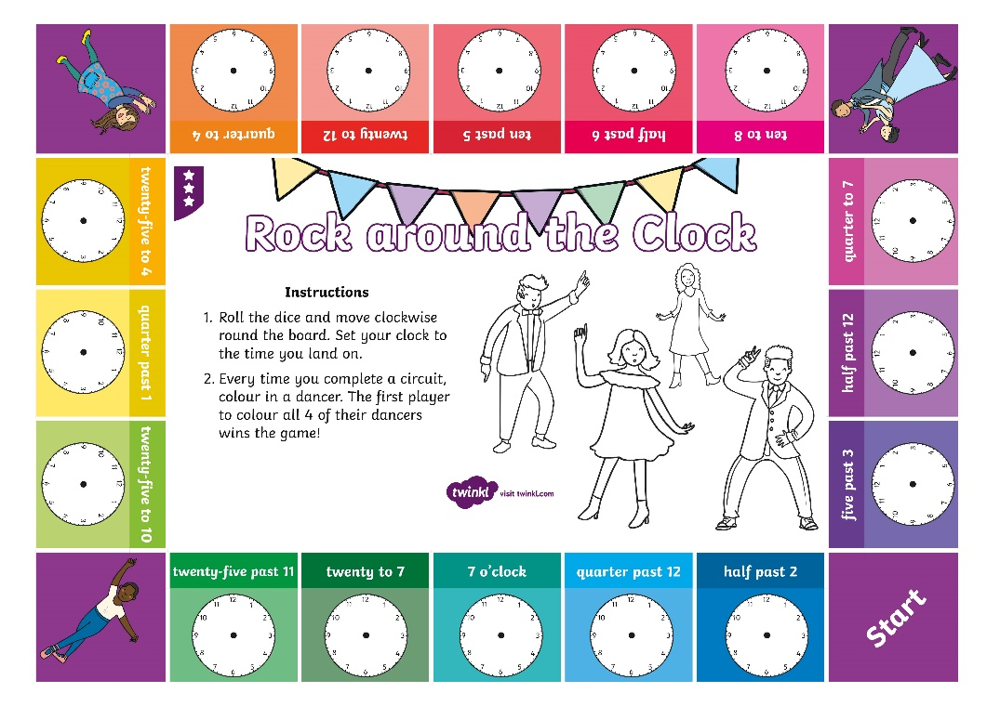 quarter to 4
twenty to 12
ten past 5
half past 6
ten to 8
twenty-five to 4
quarter past 1
twenty-five to 10
quarter to 7
half past 12
five past 3
Rock around the Clock
Instructions
1. Roll the dice and move clockwise
round the board. Set your clock to
the time you land on.
2. Every time you complete a circuit,
colour in a dancer. The first player
to colour all 4 of their dancers
wins the game!
twinkl visit twinkl.com
twenty-five past 11
twenty to 7
7 o'clock
quarter past 12
half past 2
Start